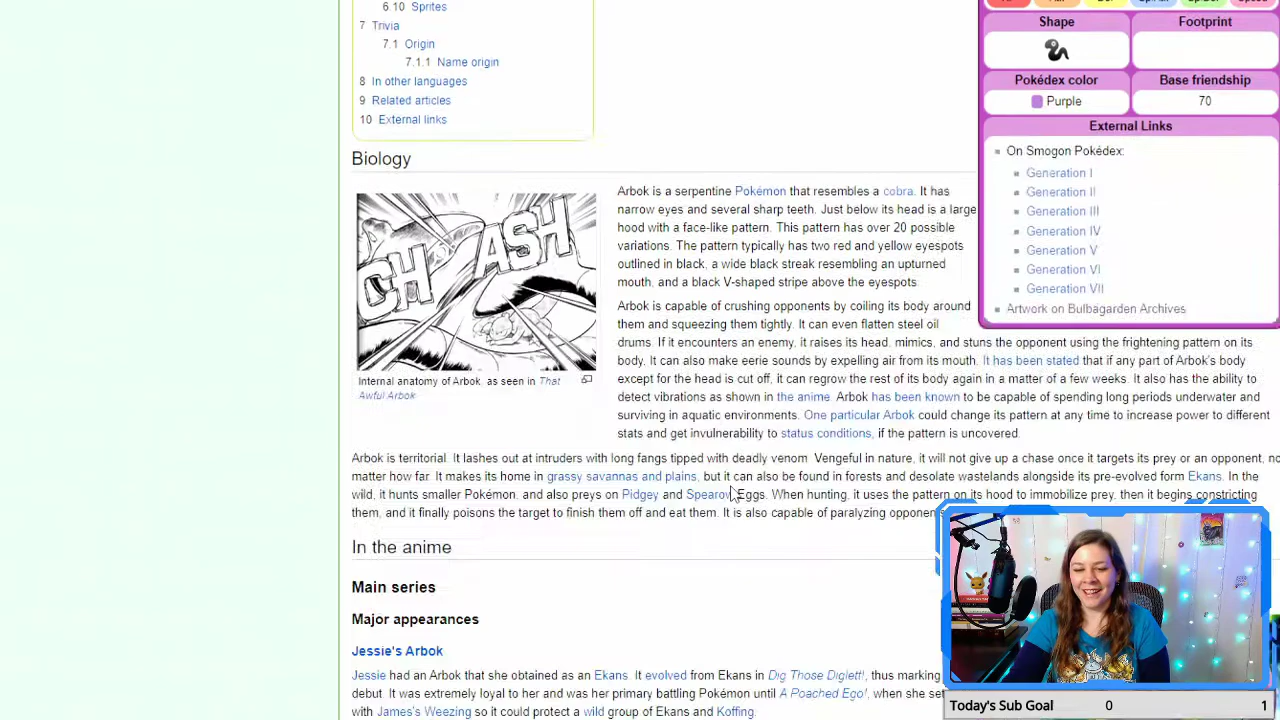 6.10 Sprites
7 Trivia
7.1 Origin
7.1.1 Name origin
8 In other languages
9 Related articles
10 External links
Shape
Footprint
Pokédex color
Base friendship
Purple
70
External Links
On Smogon Pokédex:
Generation I
Generation II
Generation III
Generation IV
Generation V
Generation VI
Generation VII
Artwork on Bulbagarden Archives
Biology
CH ASH
Internal anatomy of Arbok, as seen in That
Awful Arbok
Arbok is a serpentine Pokémon that resembles a cobra. It has
narrow eyes and several sharp teeth. Just below its head is a large
hood with a face-like pattern. This pattern has over 20 possible
variations. The pattern typically has two red and yellow eyespots
outlined in black, a wide black streak resembling an upturned
mouth, and a black V-shaped stripe above the eyespots.
Arbok is capable of crushing opponents by coiling its body around
them and squeezing them tightly. It can even flatten steel oil
drums. If it encounters an enemy, it raises its head, mimics, and stuns the opponent using the frightening pattern on its
body. It can also make eerie sounds by expelling air from its mouth. It has been stated that if any part of Arbok's body
except for the head is cut off, it can regrow the rest of its body again in a matter of a few weeks. It also has the ability to
detect vibrations as shown in the anime. Arbok has been known to be capable of spending long periods underwater and
surviving in aquatic environments. One particular Arbok could change its pattern at any time to increase power to different
stats and get invulnerability to status conditions, if the pattern is uncovered.
Arbok is territorial. It lashes out at intruders with long fangs tipped with deadly venom. Vengeful in nature, it will not give up a chase once it targets its prey or an opponent, no
matter how far. It makes its home in grassy savannas and plains, but it can also be found in forests and desolate wastelands alongside its pre-evolved form Ekans. In the
wild, it hunts smaller Pokémon, and also preys on Pidgey and Spearow Eggs. When hunting, it uses the pattern on its hood to immobilize prey, then it begins constricting
them, and it finally poisons the target to finish them off and eat them. It is also capable of paralyzing
In the anime
Main series
Major appearances
Jessie's Arbok
Jessie had an Arbok that she obtained as an Ekans. It evolved from Ekans in Dig Those Diglett!, thus marking
debut. It was extremely loyal to her and was her primary battling Pokémon until A Poached Ego!, when she set
with James's Weezing so it could protect a wild group of Ekans and Koffing.
Today's Sub Goal 0 1